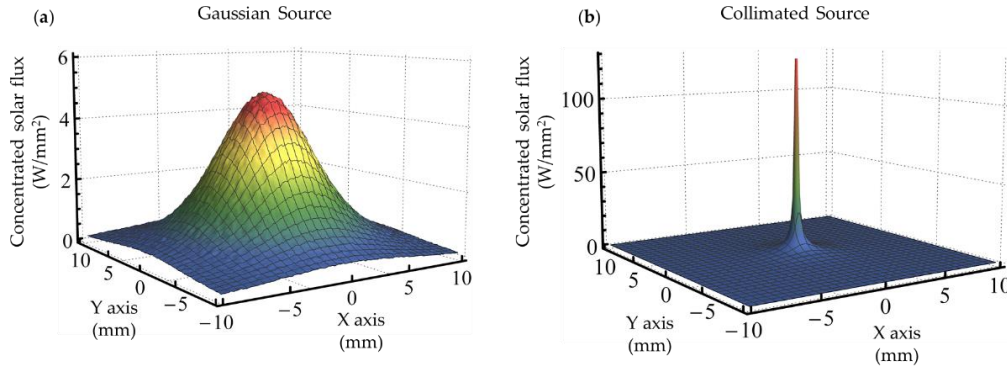 (a) Gaussian Source
Concentrated solar flux
(W/mm²)
6
4
2
0
10
5
0
−5
−10
Y axis
(mm)
−5
0
5
10
X axis
(mm)
(b) Collimated Source
Concentrated solar flux
(W/mm²)
100
50
0
10
5
0
−5
−10
Y axis
(mm)
−5
0
5
10
X axis
(mm)